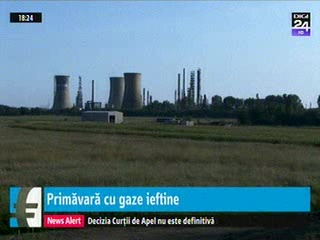 18:24
DIGI
24
HD
Primăvară cu gaze ieftine
News Alert Decizia Curții de Apel nu este definitivă